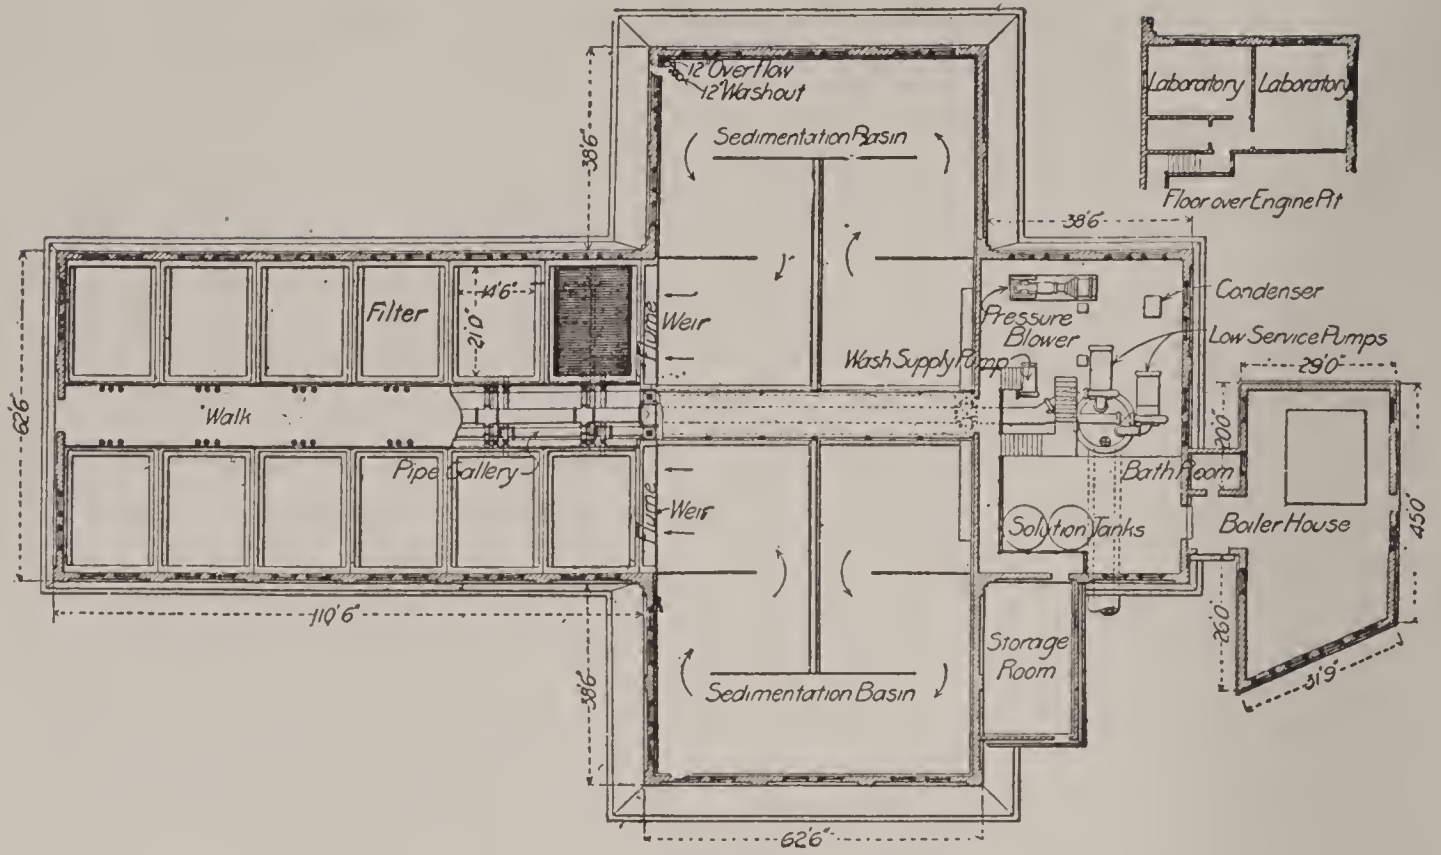 12"Overflow
12"Washout
Sedimentation Basin
Laboratory
Laboratory
Floor over Engine Pit
38'6"
38'6"
62'6"
Filter
14'6"
21'0"
Flume
Weir
Pressure
Blower
Condenser
Wash Supply Pump
Low Service Pumps
29'0"
Walk
Pipe Gallery
Flume
Weir
Bath Room
20'0"
Solution Tanks
Boiler House
45'0"
110'6"
38'6"
Sedimentation Basin
Storage
Room
26'0"
31'9"
62'6"